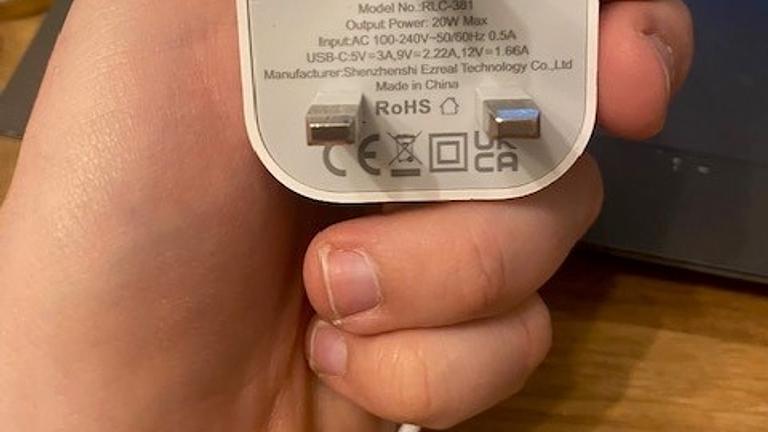 Model No.:RLC-381
Output Power: 20W Max
Input:AC 100-240V~50/60Hz 0.5A
USB-C:5V=3A,9V=2.22A,12V=1.66A
Manufacturer:Shenzhenshi Ezreal Technology Co.,Ltd
Made in China
RoHS
CE UK
CA